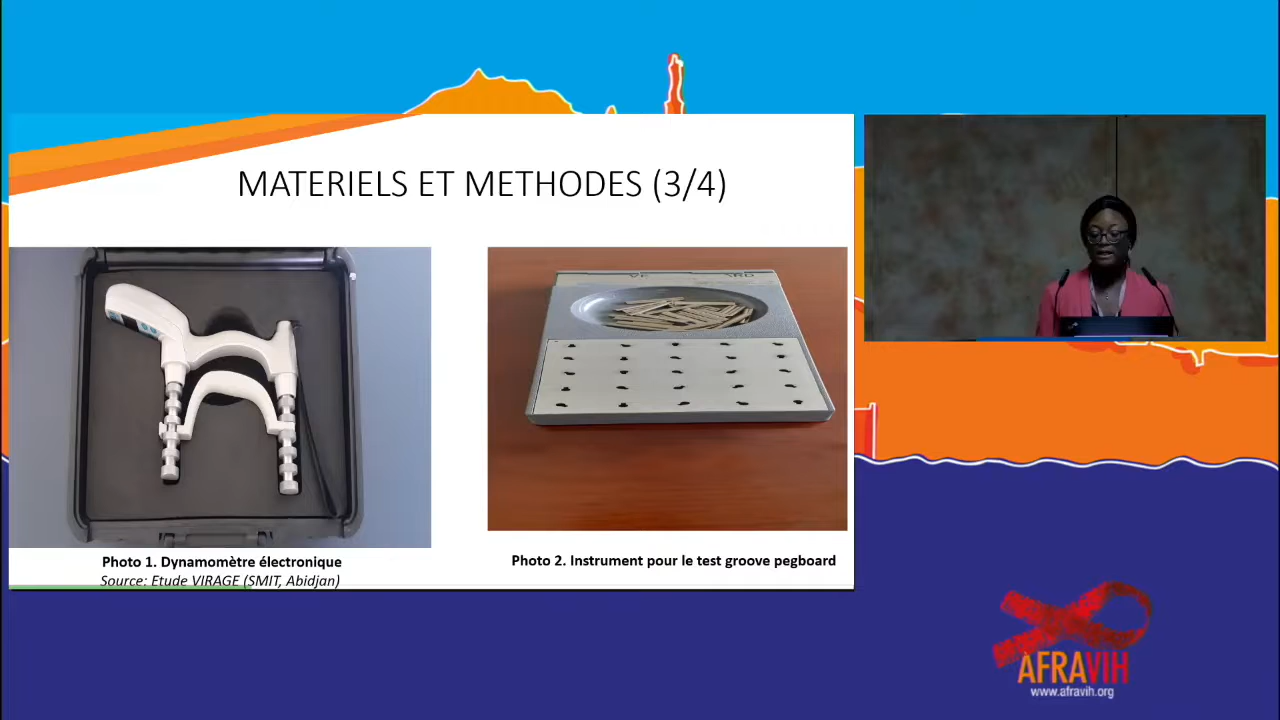 MATERIELS ET METHODES (3/4)
Photo 1. Dynamomètre électronique
Source: Etude VIRAGE (SMIT, Abidjan)
Photo 2. Instrument pour le test groove pegboard
AFRAVIH
www.afravih.org